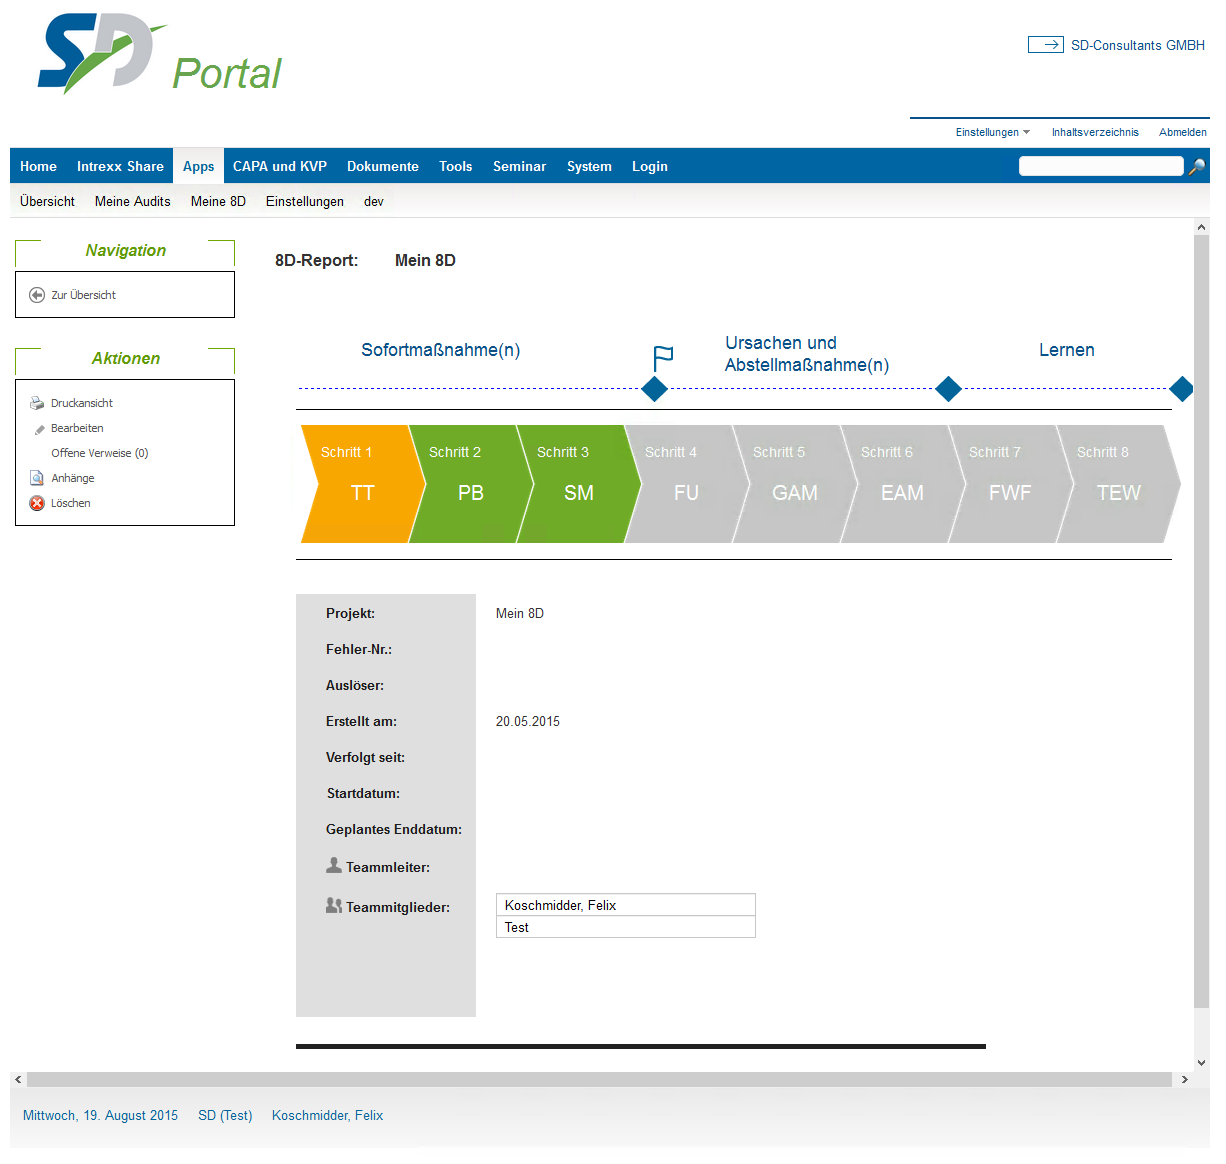 SD Portal
SD-Consultants GMBH
Einstellungen Inhaltsverzeichnis Abmelden
Home Intrexx Share Apps CAPA und KVP Dokumente Tools Seminar System Login
Übersicht Meine Audits Meine 8D Einstellungen dev
Navigation
Zur Übersicht
Aktionen
Druckansicht
Bearbeiten
Offene Verweise (0)
Anhänge
Löschen
8D-Report: Mein 8D
Sofortmaßnahme(n)
Ursachen und
Abstellmaßnahme(n)
Lernen
Schritt 1 Schritt 2 Schritt 3 Schritt 4 Schritt 5 Schritt 6 Schritt 7 Schritt 8
TT PB SM FU GAM EAM FWF TEW
Projekt: Mein 8D
Fehler-Nr.:
Auslöser:
Erstellt am: 20.05.2015
Verfolgt seit:
Startdatum:
Geplantes Enddatum:
Teammleiter:
Teammitglieder: Koschmidder, Felix
Test
Mittwoch, 19. August 2015 SD (Test) Koschmidder, Felix